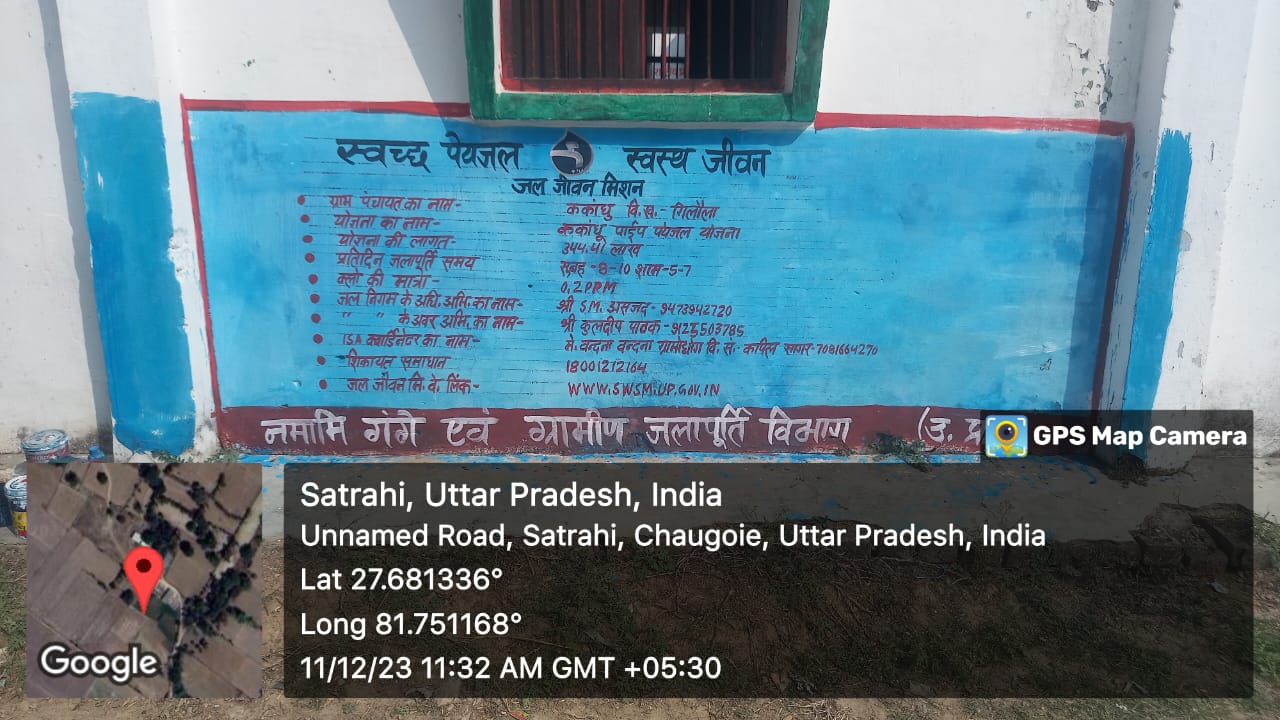 स्वच्छ पेयजल स्वस्थ जीवन
जल जीवन मिशन
ग्राम पंचायत का नाम- ककांधु वि.ख.- गिलौला
योजना का नाम- ककांधू पाईप पेयजल योजना
योजना की लागत- 344.41 लाख
प्रतिदिन जलापूर्ति समय सुबह -8-10 शाम-5-7
क्लो की मात्रा- 0.2 PPM
जल निगम के अधि. अभि. का नाम- श्री S.M. असजद - 9473942720
" " के अवर अभि. का नाम- श्री कुलदीप पावक - 9125503785
ISA क्वार्डिनेटर का नाम- मे. वन्दना वन्दना ग्रामोद्योग वि. सं.- कपिल सागर 7081664270
शिकायत समाधान 18001212164
जल जीवन मि. वे. लिंक- WWW.SWSM.UP.GOV.IN
नमामि गंगे एवं ग्रामीण जलापूर्ति विभाग (उ.
GPS Map Camera
Satrahi, Uttar Pradesh, India
Unnamed Road, Satrahi, Chaugoie, Uttar Pradesh, India
Lat 27.681336°
Long 81.751168°
11/12/23 11:32 AM GMT +05:30
Google